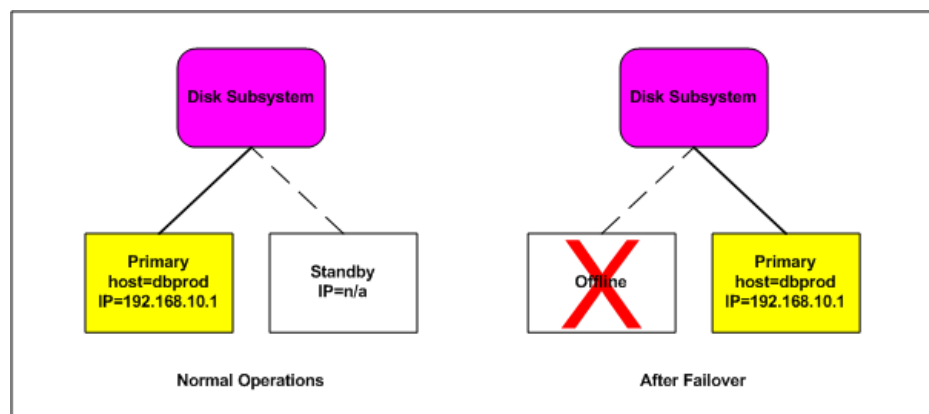 Disk Subsystem
Disk Subsystem
Primary
host=dbprod
IP=192.168.10.1
Standby
IP=n/a
Offline
Primary
host=dbprod
IP=192.168.10.1
Normal Operations
After Failover